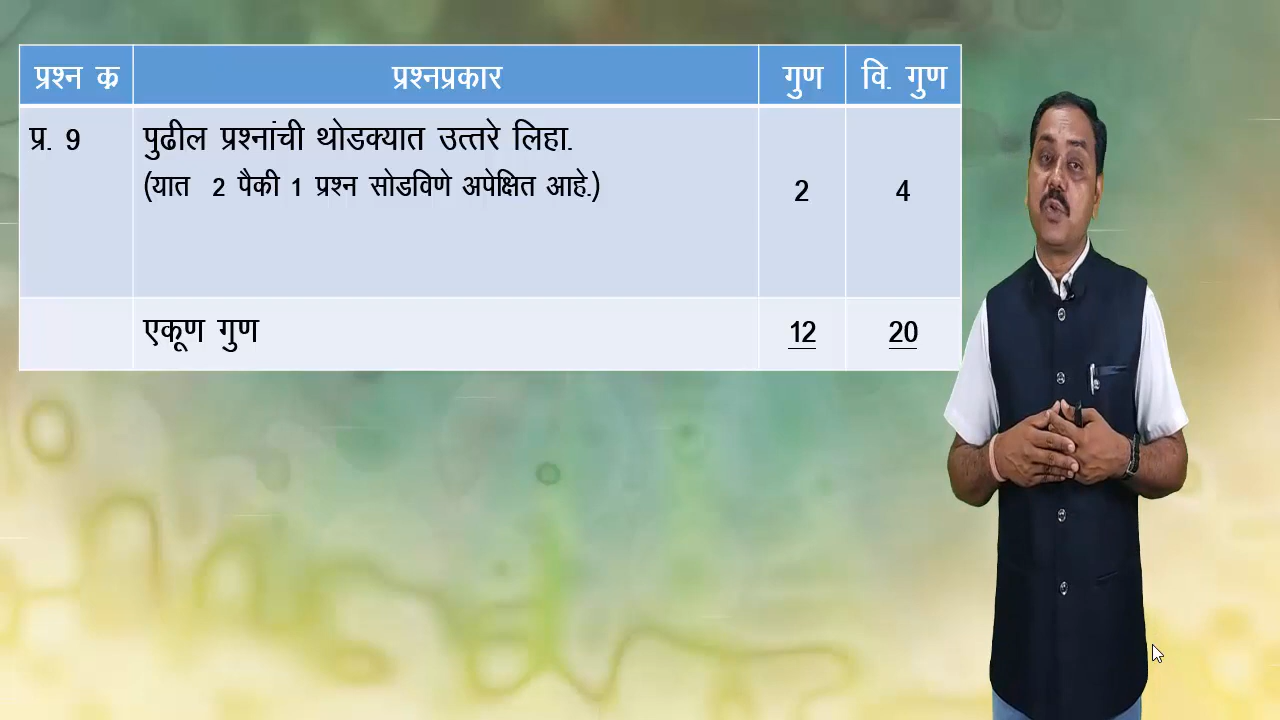 प्रश्न क्र प्रश्नप्रकार गुण वि. गुण
प्र. 9 पुढील प्रश्नांची थोडक्यात उत्तरे लिहा.
(यात 2 पैकी 1 प्रश्न सोडविणे अपेक्षित आहे.) 2 4
एकूण गुण 12 20